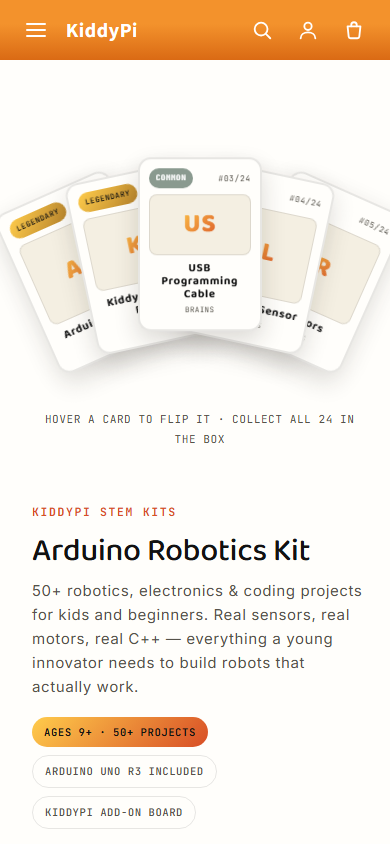 KiddyPi
LEGENDARY
LEGENDARY
COMMON
#03/24
#04/24
#05/24
US
USB
Programming
Cable
BRAINS
HOVER A CARD TO FLIP IT · COLLECT ALL 24 IN
THE BOX
KIDDYPI STEM KITS
Arduino Robotics Kit
50+ robotics, electronics & coding projects
for kids and beginners. Real sensors, real
motors, real C++ — everything a young
innovator needs to build robots that
actually work.
AGES 9+ · 50+ PROJECTS
ARDUINO UNO R3 INCLUDED
KIDDYPI ADD-ON BOARD